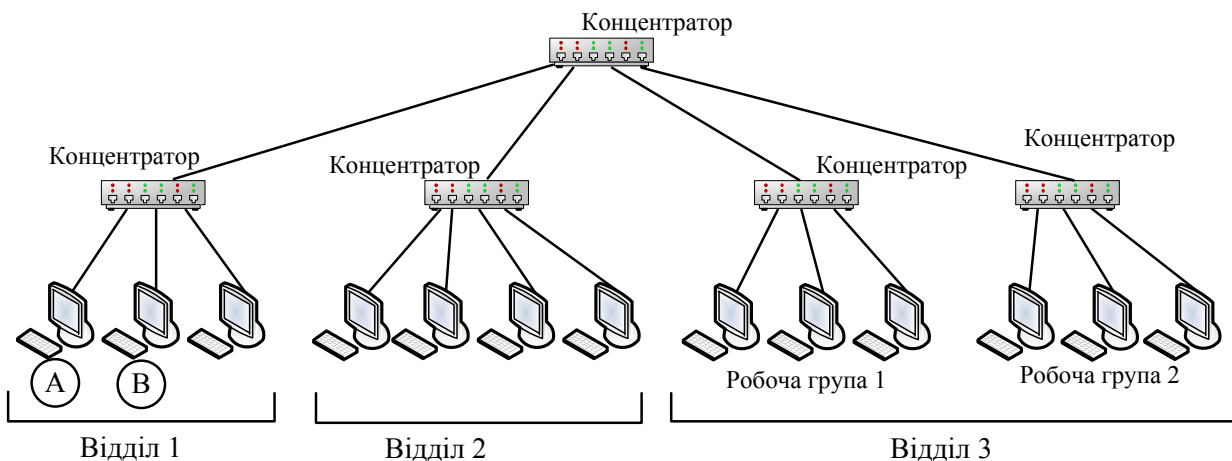 Концентратор
Концентратор
Концентратор
Концентратор
Концентратор
A
B
Робоча група 1
Робоча група 2
Відділ 1
Відділ 2
Відділ 3